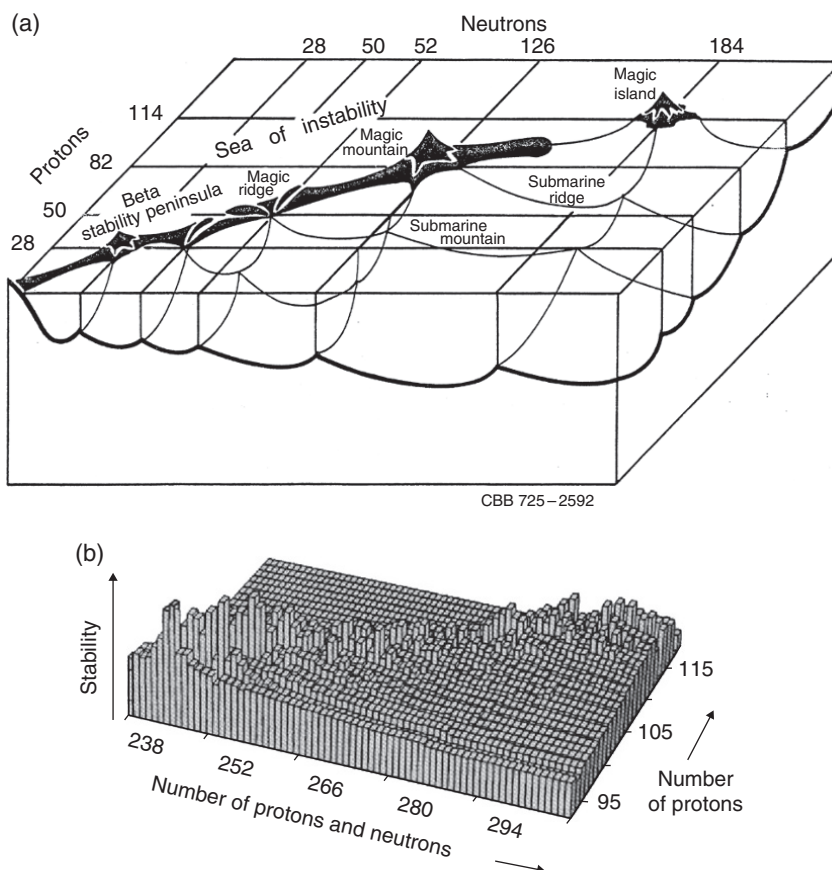 (a)
Neutrons
28 50 52 126 184
Magic
island
114
Protons
Sea of instability
82
Magic
mountain
Beta
stability peninsula
Magic
ridge
50
Submarine
ridge
Submarine
mountain
28
CBB 725–2592
(b)
Stability
115
105
95
Number
of protons
238 252 266 280 294
Number of protons and neutrons